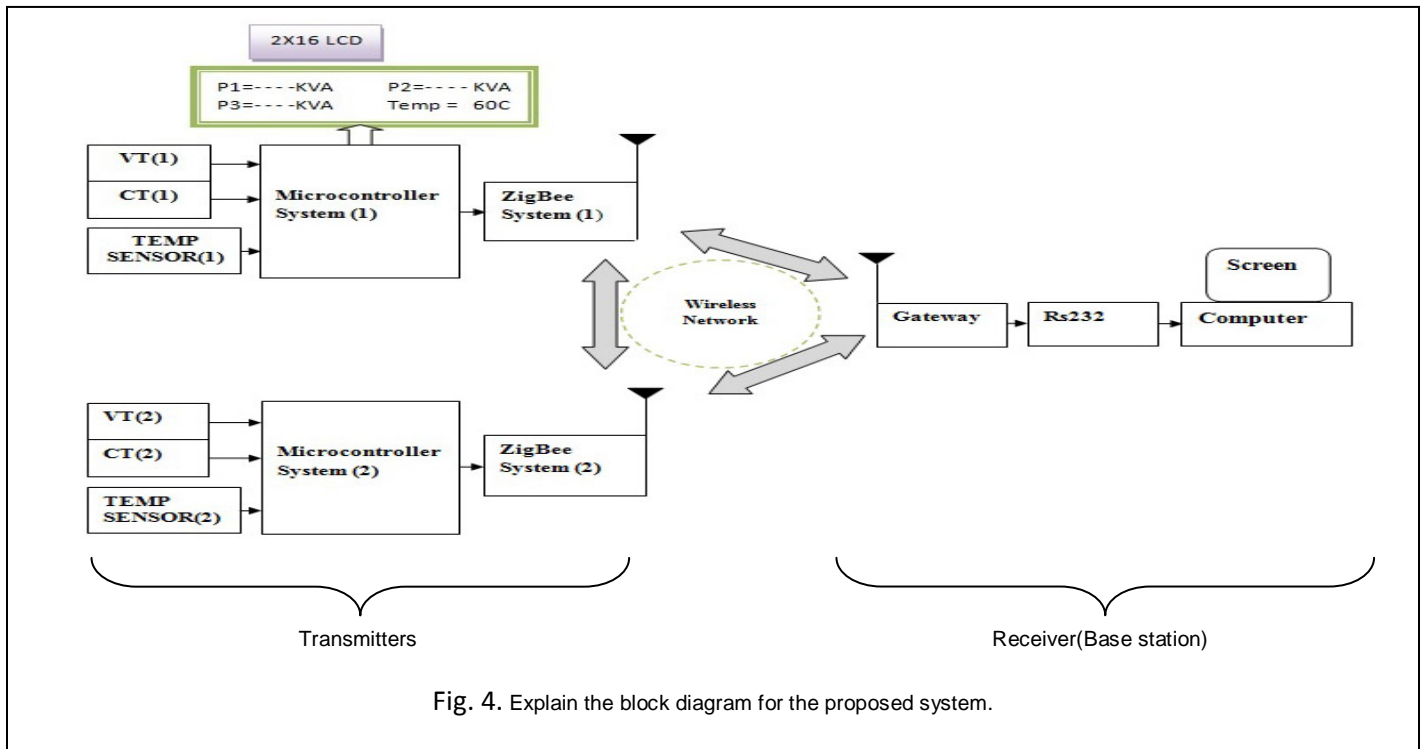 2X16 LCD
P1=----KVA P2=---- KVA
P3=----KVA Temp = 60C
VT(1)
CT(1)
TEMP
SENSOR(1)
Microcontroller
System (1)
ZigBee
System (1)
Wireless
Network
Gateway
Rs232
Screen
Computer
VT(2)
CT(2)
TEMP
SENSOR(2)
Microcontroller
System (2)
ZigBee
System (2)
Transmitters
Receiver(Base station)
Fig. 4. Explain the block diagram for the proposed system.